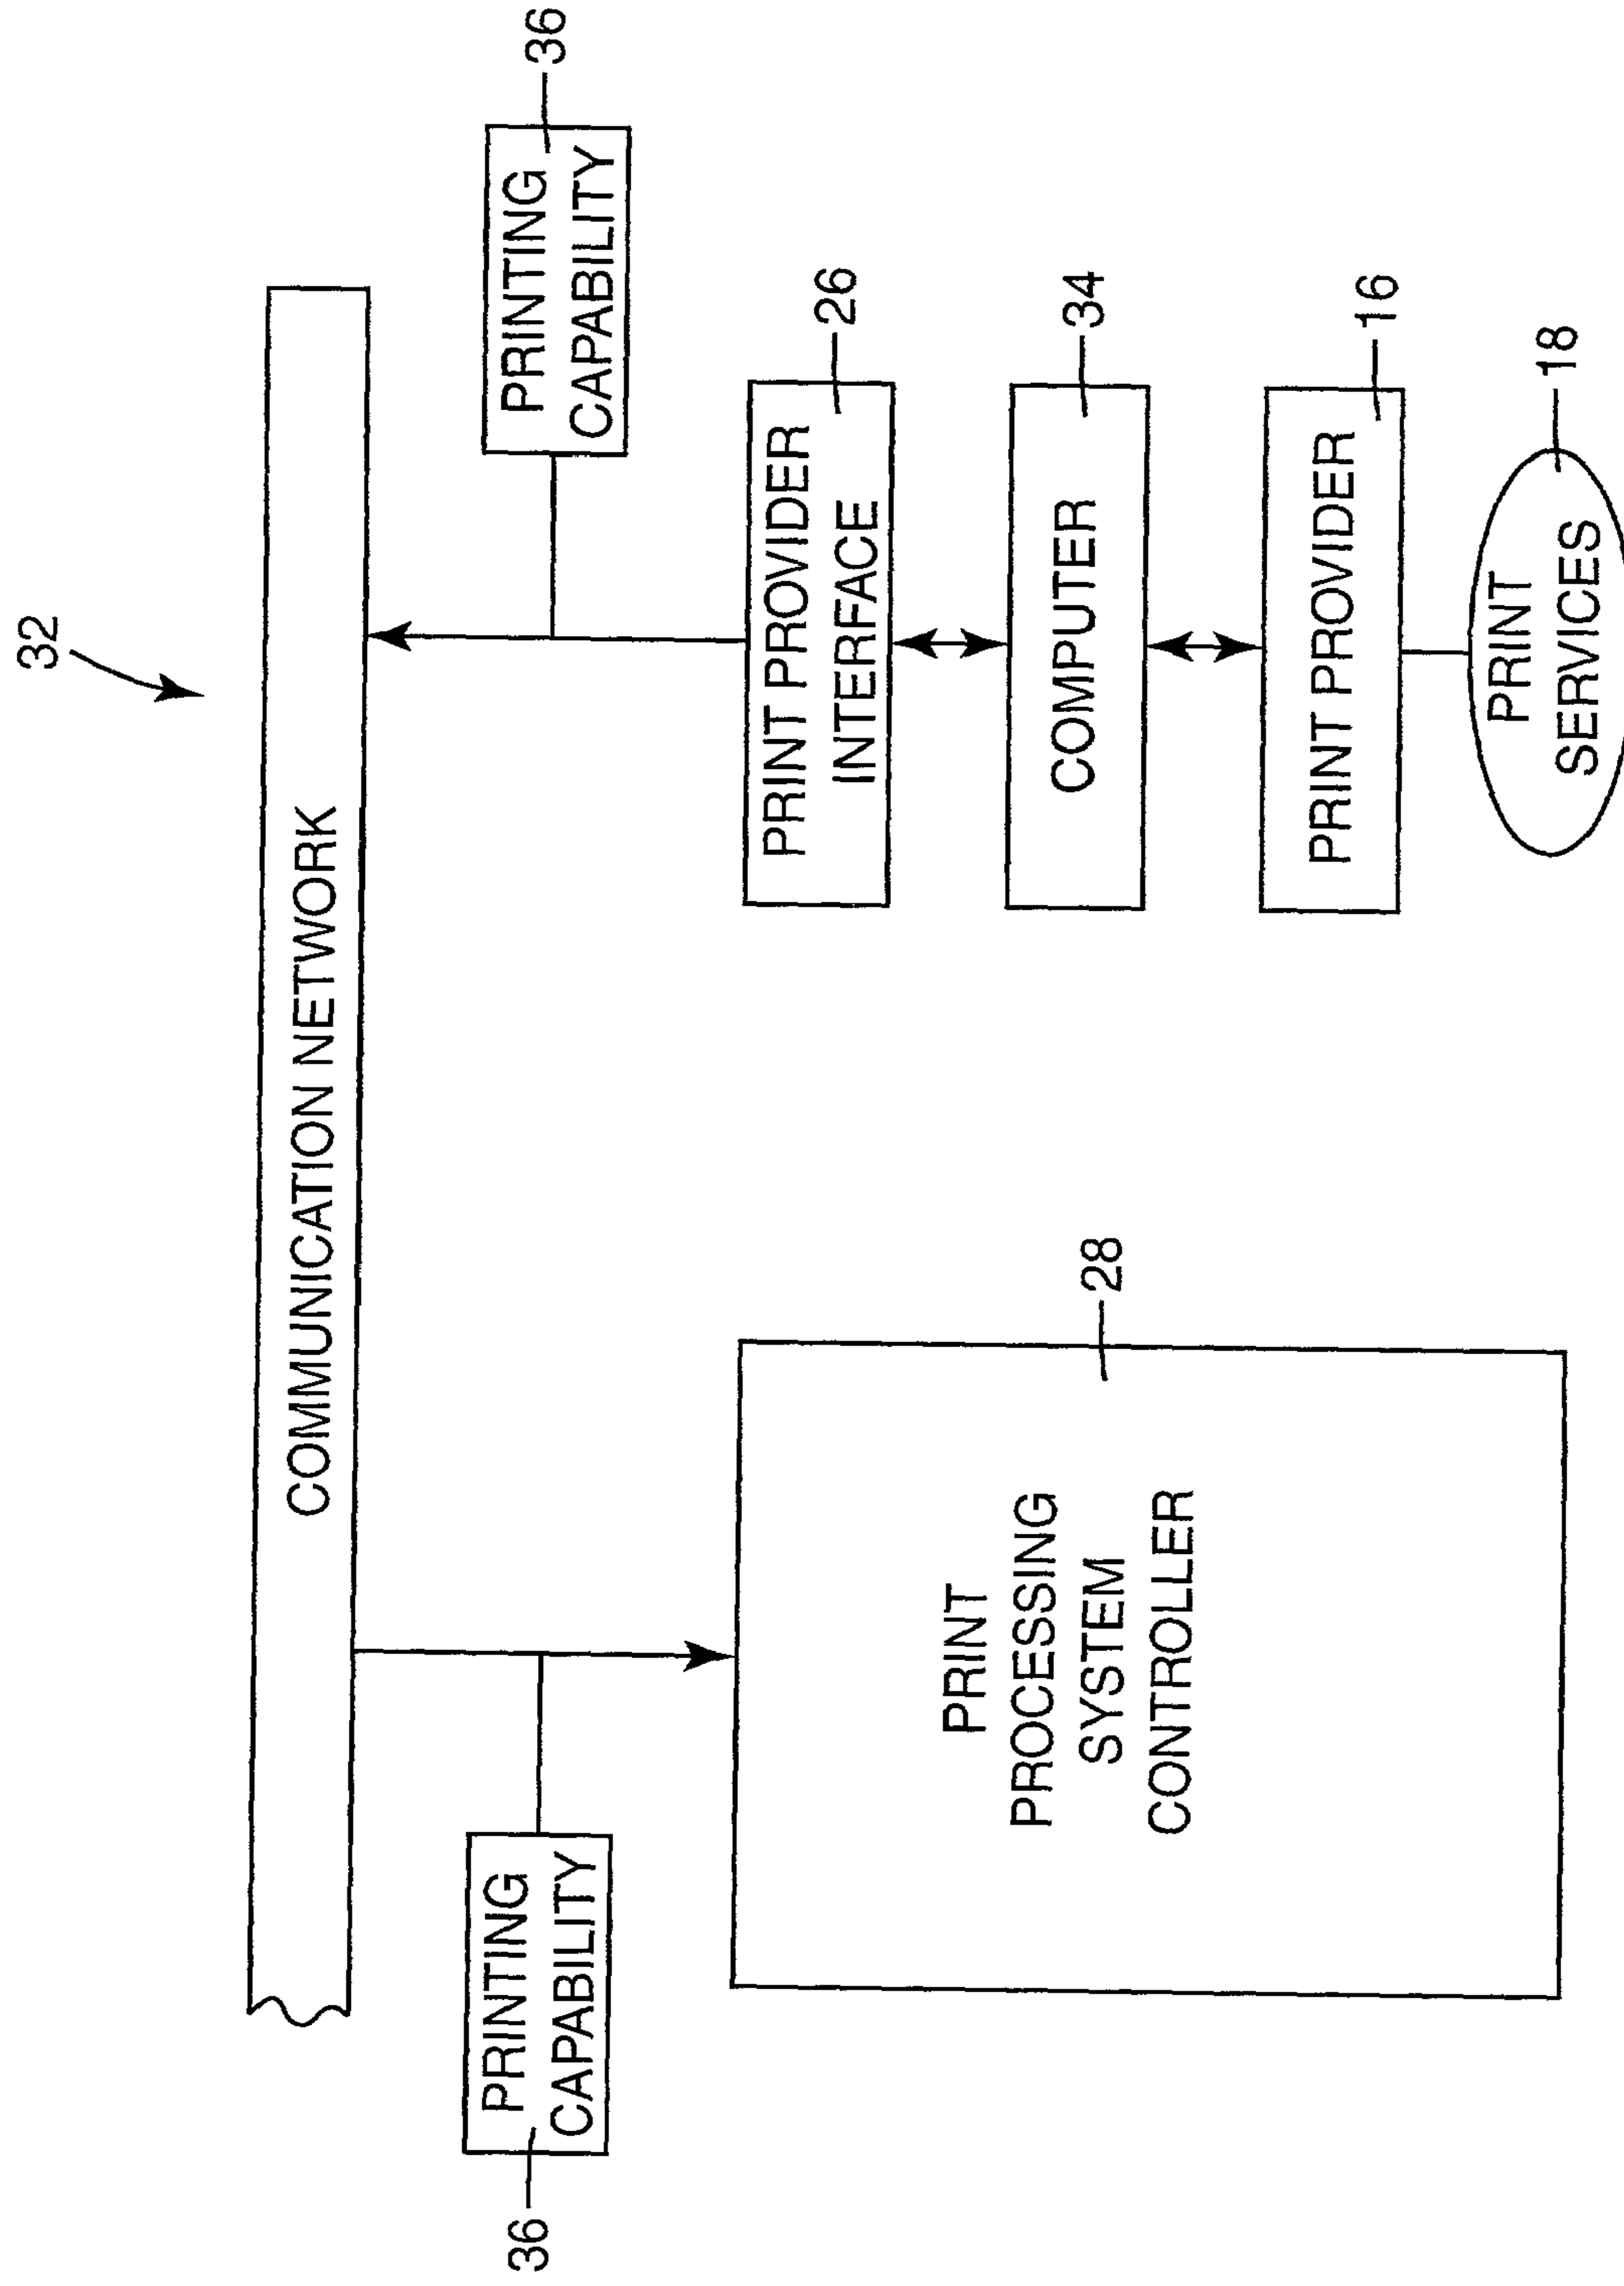 32
COMMUNICATION NETWORK
36
PRINTING
CAPABILITY
PRINTING
CAPABILITY
36
PRINT
PROCESSING
SYSTEM
CONTROLLER
28
PRINT PROVIDER
INTERFACE
26
COMPUTER
34
PRINT PROVIDER
16
PRINT
SERVICES
18